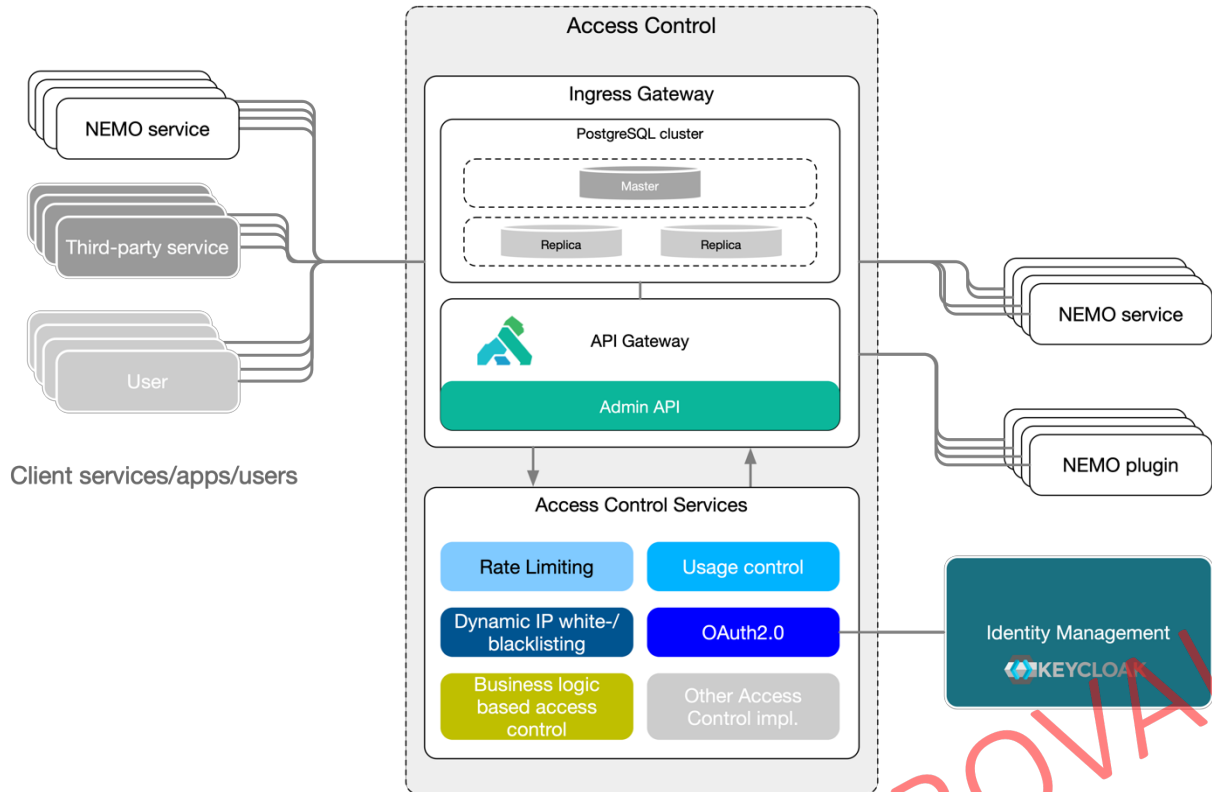 Access Control
Ingress Gateway
PostgreSQL cluster
Master
Replica
Replica
API Gateway
Admin API
NEMO service
Third-party service
User
Client services/apps/users
NEMO service
NEMO plugin
Access Control Services
Rate Limiting
Usage control
Dynamic IP white-/
blacklisting
OAuth2.0
Business logic
based access
control
Other Access
Control impl.
Identity Management
KEYCLOAK